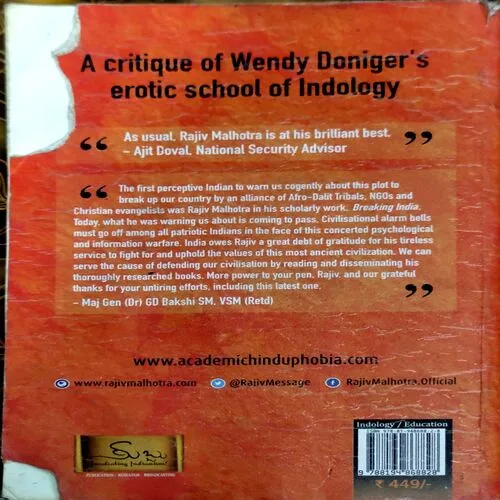 A critique of Wendy Doniger's
erotic school of Indology
“ As usual, Rajiv Malhotra is at his brilliant best. ”
– Ajit Doval, National Security Advisor
“ The first perceptive Indian to warn us cogently about this plot to
break up our country by an alliance of Afro-Dalit Tribals, NGOs and
Christian evangelists was Rajiv Malhotra in his scholarly work, Breaking India.
Today, what he was warning us about is coming to pass. Civilisational alarm bells
must go off among all patriotic Indians in the face of this concerted psychological
and information warfare. India owes Rajiv a great debt of gratitude for his tireless
service to fight for and uphold the values of this most ancient civilization. We can
serve the cause of defending our civilisation by reading and disseminating his
thoroughly researched books. More power to your pen, Rajiv, and our grateful
thanks for your untiring efforts, including this latest one. ”
– Maj Gen (Dr) GD Bakshi SM, VSM (Retd)
www.academichinduphobia.com
www.rajivmalhotra.com @RajivMessage RajivMalhotra.Official
Indology / Education
9 788194 868828
₹ 449/-
PUBLICATION • RESEARCH • BROADCASTING